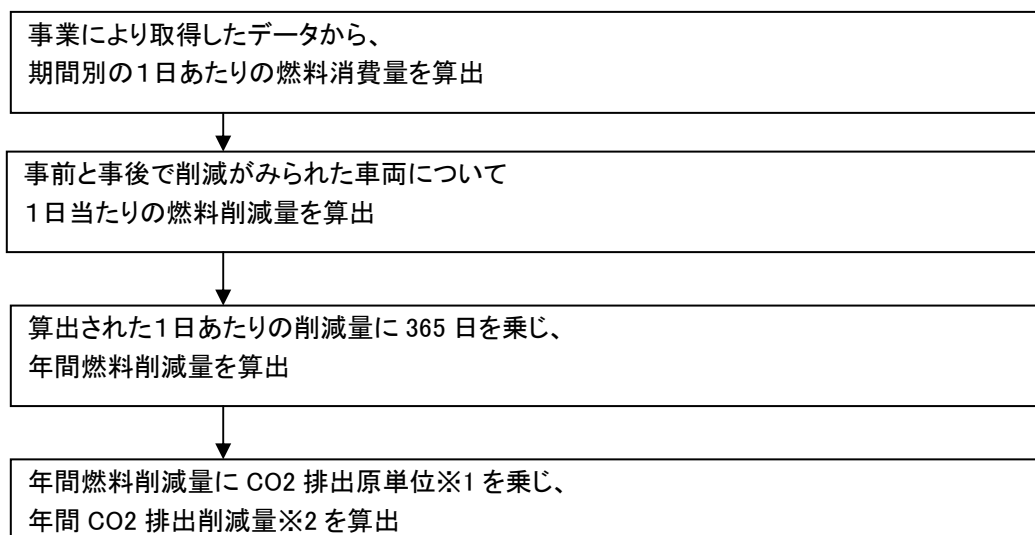 事業により取得したデータから、
期間別の１日あたりの燃料消費量を算出
事前と事後で削減がみられた車両について
１日当たりの燃料削減量を算出
算出された１日あたりの削減量に 365 日を乗じ、
年間燃料削減量を算出
年間燃料削減量に CO2 排出原単位※1 を乗じ、
年間 CO2 排出削減量※2 を算出